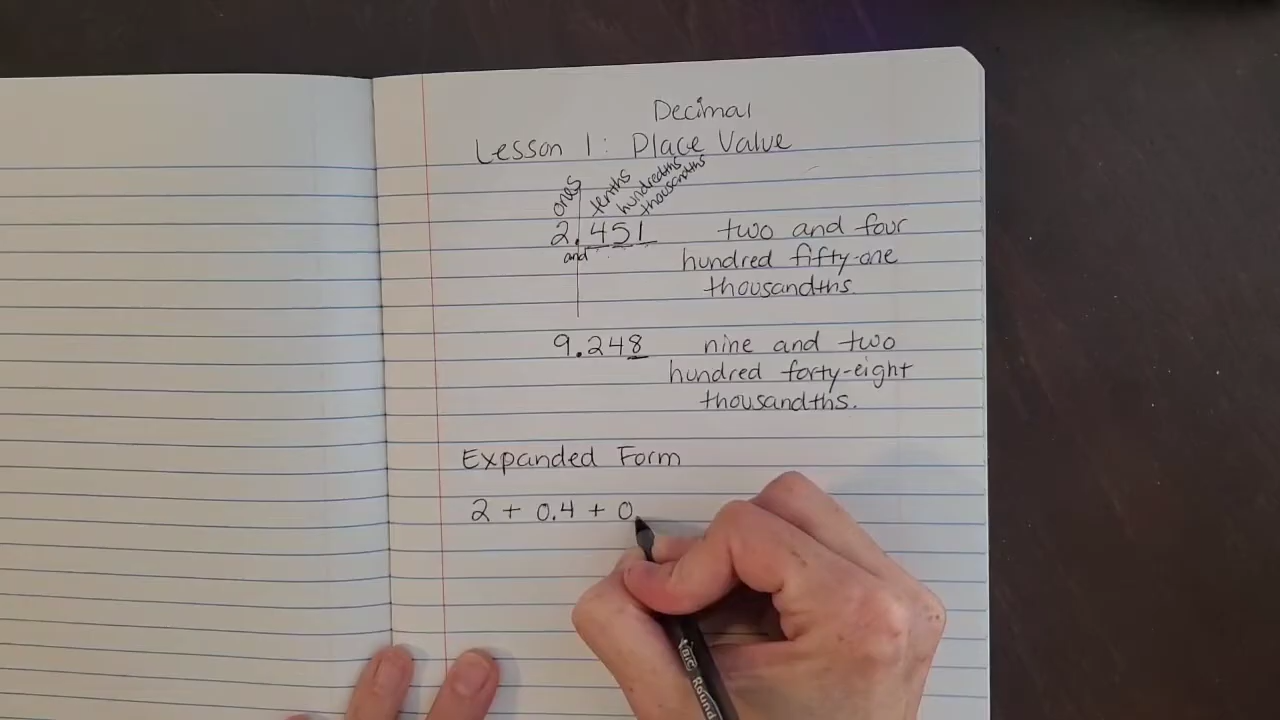 Decimal
Lesson 1: Place Value
ones tenths hundredths thousandths
2.451 two and four
and hundred fifty-one
thousandths.
9.248 nine and two
hundred forty-eight
thousandths.
Expanded Form
2 + 0.4 + 0.
BIC Round